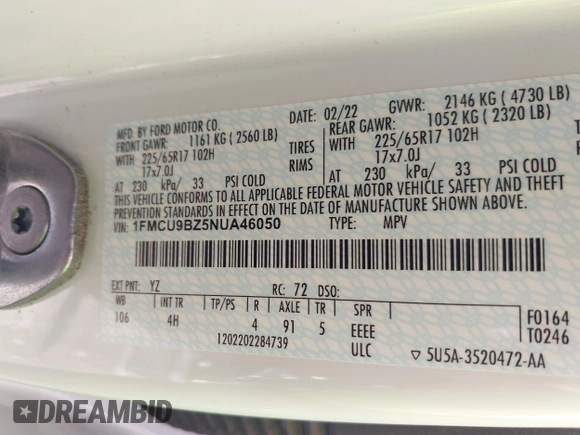 MFD. BY FORD MOTOR CO. DATE: 02/22 GVWR: 2146 KG ( 4730 LB)
FRONT GAWR: 1161 KG ( 2560 LB) REAR GAWR: 1052 KG ( 2320 LB)
WITH 225/65R17 102H TIRES WITH 225/65R17 102H
17x7.0J RIMS 17x7.0J
AT 230 kPa/ 33 PSI COLD AT 230 kPa/ 33 PSI COLD
THIS VEHICLE CONFORMS TO ALL APPLICABLE FEDERAL MOTOR VEHICLE SAFETY AND THEFT
PREVENTION STANDARDS IN EFFECT ON THE DATE OF MANUFACTURE SHOWN ABOVE.
VIN: 1FMCU9BZ5NUA46050 TYPE: MPV
EXT PNT: YZ RC: 72 DSO:
WB INT TR TP/PS R AXLE TR SPR F0164
106 4H 4 91 5 EEEE T0246
1202202284739 ULC ▽ 5U5A-3520472-AA
DREAMBID